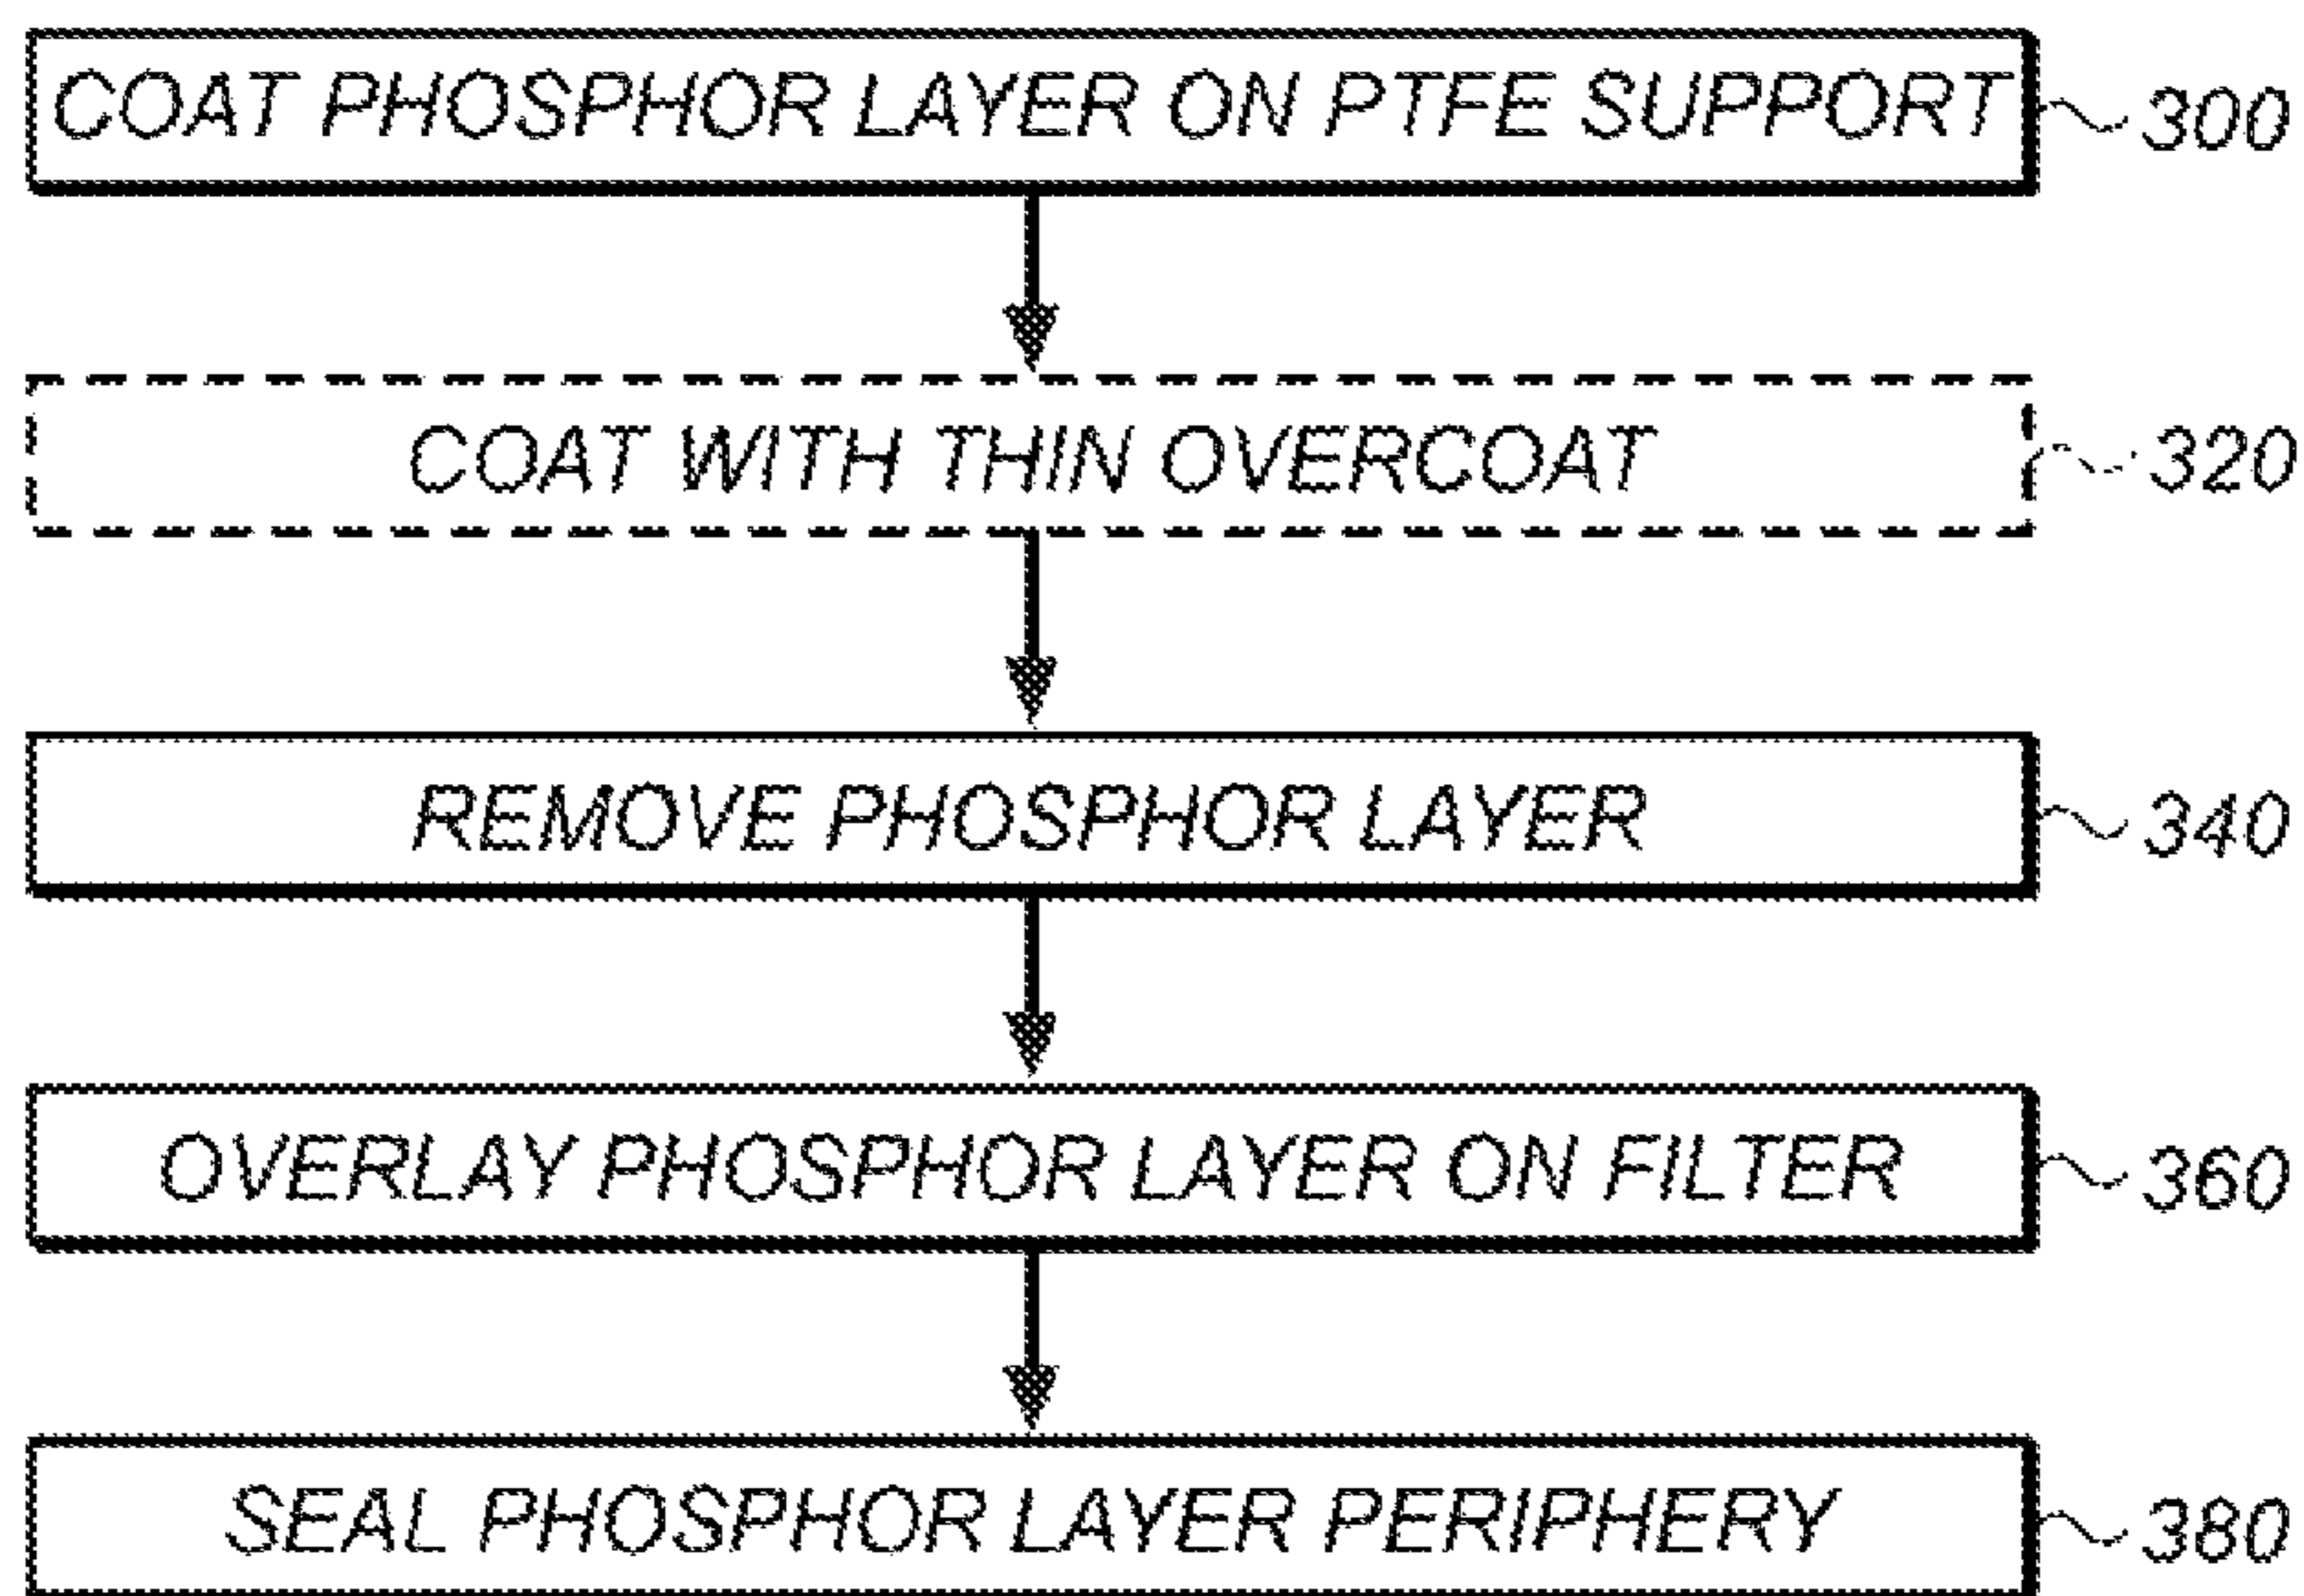 COAT PHOSPHOR LAYER ON PTFE SUPPORT 300
COAT WITH THIN OVERCOAT 320
REMOVE PHOSPHOR LAYER 340
OVERLAY PHOSPHOR LAYER ON FILTER 360
SEAL PHOSPHOR LAYER PERIPHERY 380